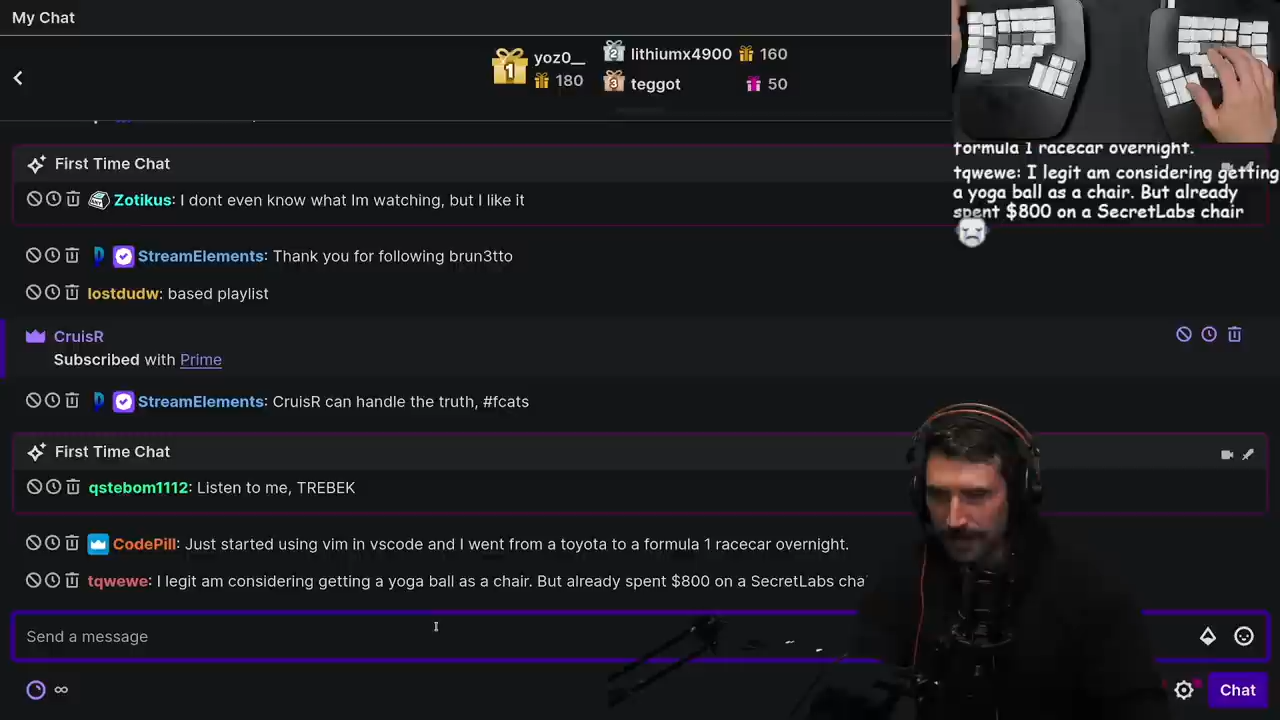 My Chat
yoz0__
180
lithiumx4900 160
teggot 50
1
2
3
First Time Chat
Zotikus: I dont even know what Im watching, but I like it
StreamElements: Thank you for following brun3tto
lostdudw: based playlist
CruisR
Subscribed with Prime
StreamElements: CruisR can handle the truth, #fcats
First Time Chat
qstebom1112: Listen to me, TREBEK
CodePill: Just started using vim in vscode and I went from a toyota to a formula 1 racecar overnight.
tqwewe: I legit am considering getting a yoga ball as a chair. But already spent $800 on a SecretLabs cha
Send a message
∞
Chat
formula 1 racecar overnight.
tqwewe: I legit am considering getting
a yoga ball as a chair. But already
spent $800 on a SecretLabs chair